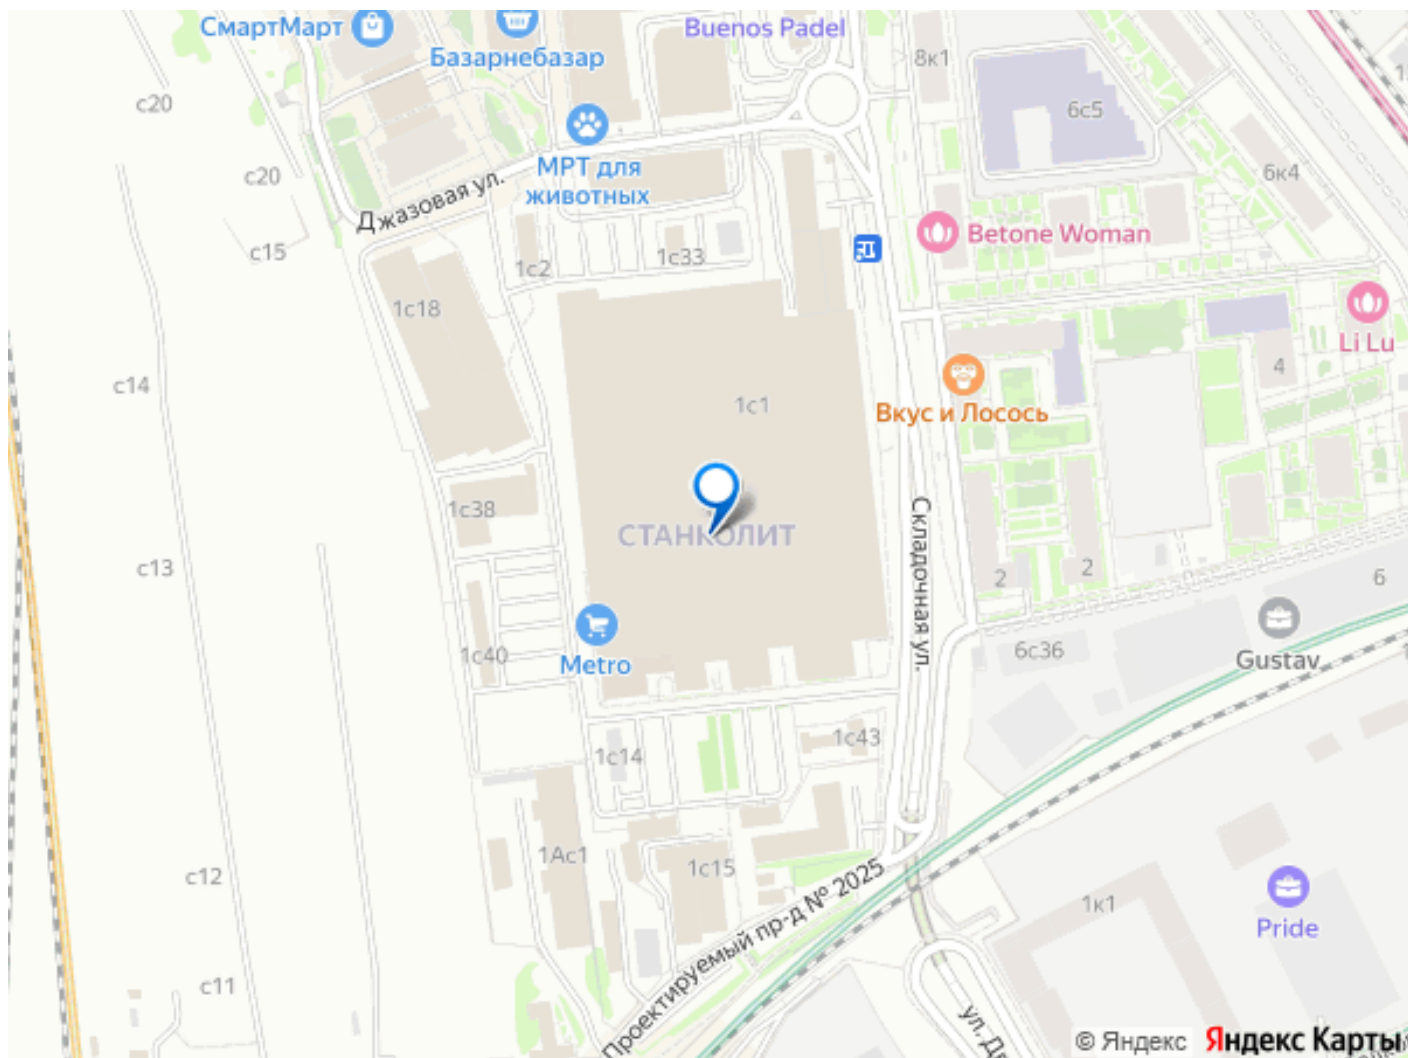 СмартМарт
Базарнебазар
Buenos Padel
8к1
с20
6с5
МРТ для
животных
с20
6к4
Джазовая ул.
Betone Woman
с15
1с2
1с33
1с18
Li Lu
с14
4
1с1
Вкус и Лосось
1с38
Складочная ул.
СТАНКОЛИТ
с13
2
2
6
Metro
1с40
6с36
Gustav
1с43
1с14
1Ас1
1с15
с12
Проектируемый пр-д № 2025
1к1
Pride
с11
© Яндекс Яндекс Карты